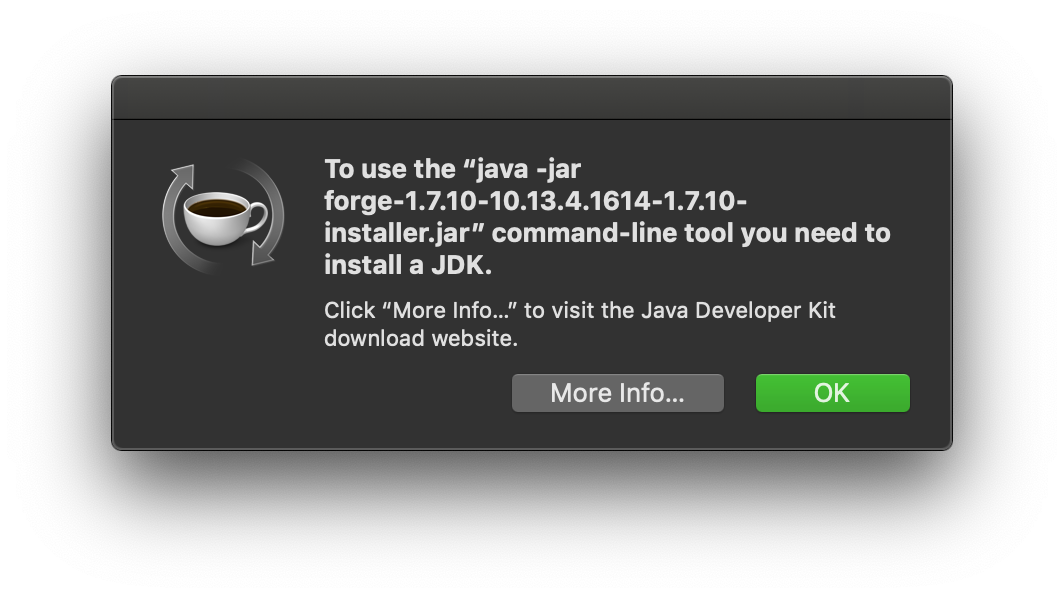 To use the “java -jar
forge-1.7.10-10.13.4.1614-1.7.10-
installer.jar” command-line tool you need to
install a JDK.
Click “More Info...” to visit the Java Developer Kit
download website.
More Info...
OK